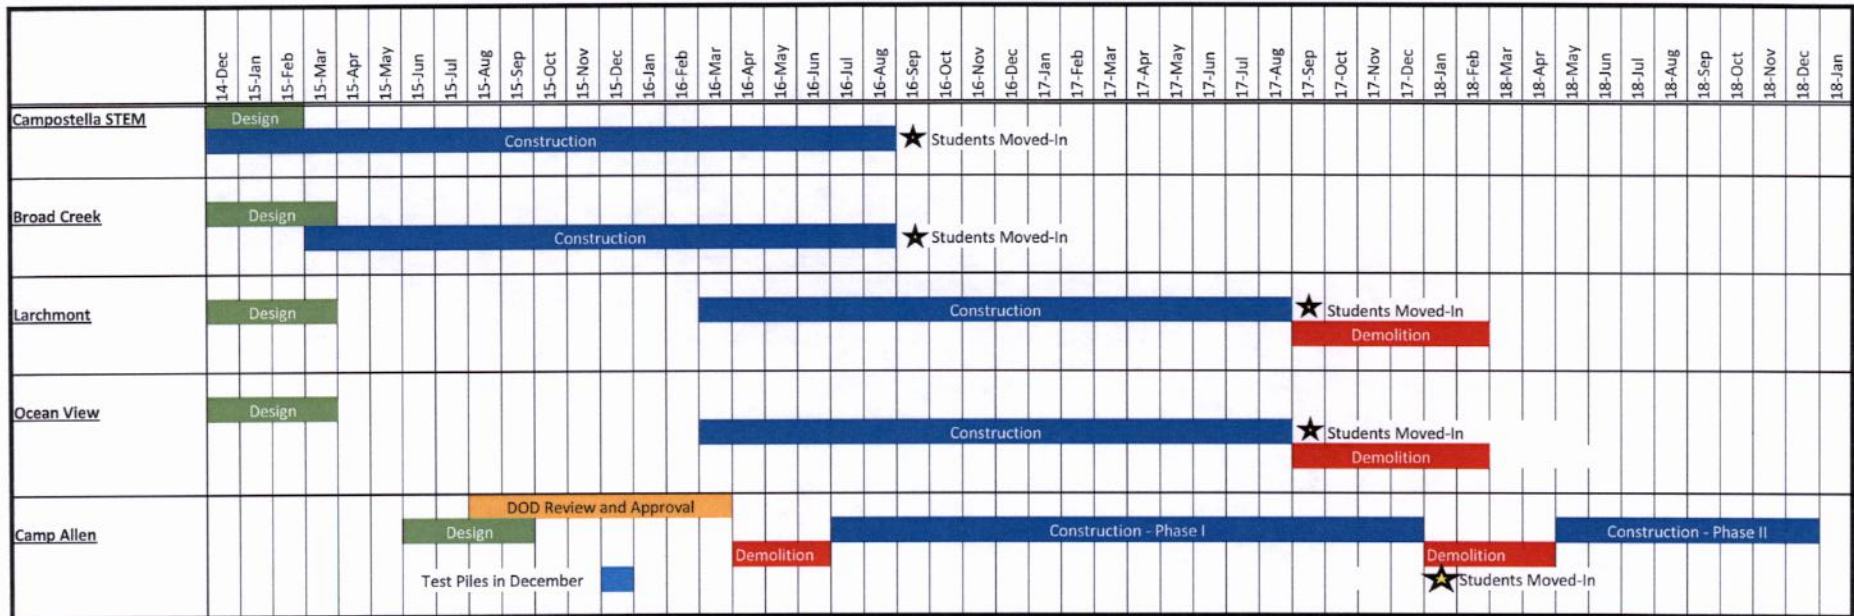 14-Dec 15-Jan 15-Feb 15-Mar 15-Apr 15-May 15-Jun 15-Jul 15-Aug 15-Sep 15-Oct 15-Nov 15-Dec 16-Jan 16-Feb 16-Mar 16-Apr 16-May 16-Jun 16-Jul 16-Aug 16-Sep 16-Oct 16-Nov 16-Dec 17-Jan 17-Feb 17-Mar 17-Apr 17-May 17-Jun 17-Jul 17-Aug 17-Sep 17-Oct 17-Nov 17-Dec 18-Jan 18-Feb 18-Mar 18-Apr 18-May 18-Jun 18-Jul 18-Aug 18-Sep 18-Oct 18-Nov 18-Dec 18-Jan
Campostella STEM Design
Construction Students Moved-In
Broad Creek Design
Construction Students Moved-In
Larchmont Design Construction Students Moved-In
Demolition
Ocean View Design
Construction Students Moved-In
Demolition
DOD Review and Approval
Camp Allen Design Construction - Phase I Construction - Phase II
Demolition Demolition
Test Piles in December Students Moved-In